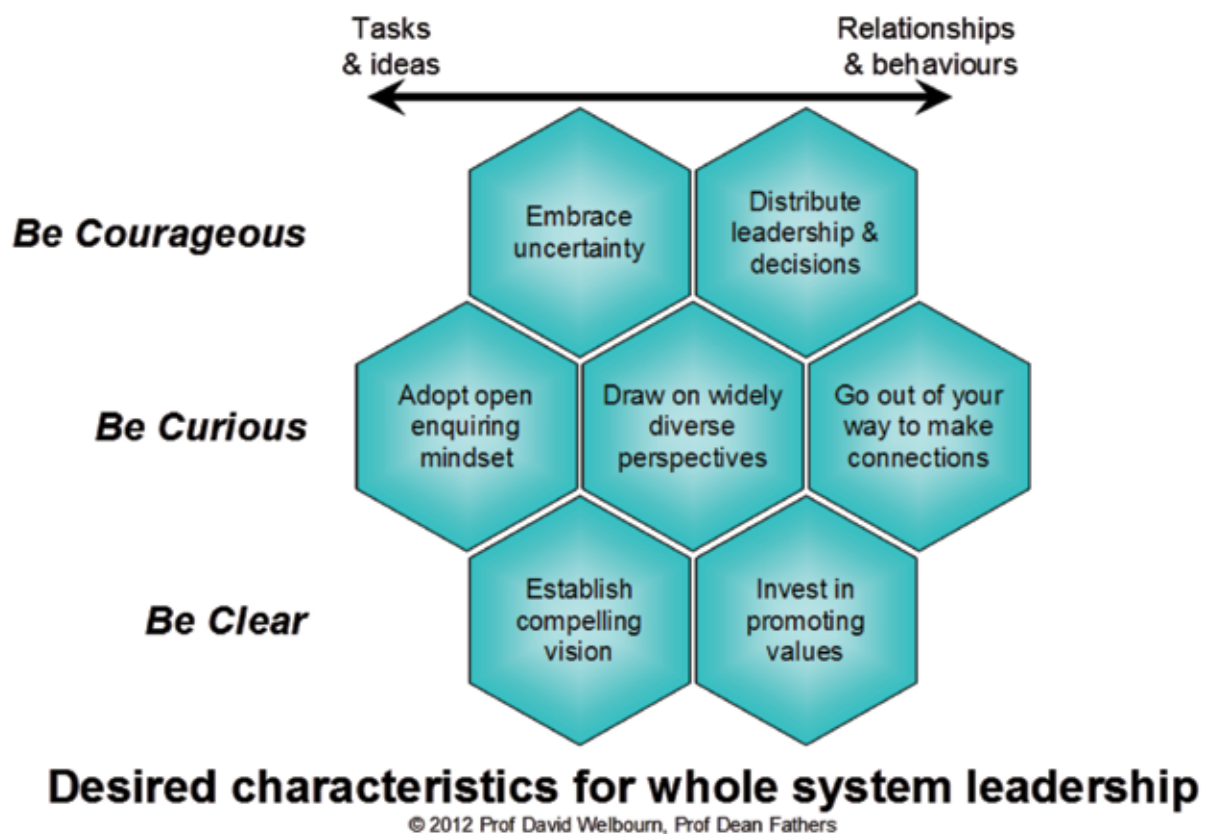 Tasks
& ideas
Relationships
& behaviours
Be Courageous
Embrace
uncertainty
Distribute
leadership &
decisions
Be Curious
Adopt open
enquiring
mindset
Draw on widely
diverse
perspectives
Go out of your
way to make
connections
Be Clear
Establish
compelling
vision
Invest in
promoting
values
Desired characteristics for whole system leadership
© 2012 Prof David Welbourn, Prof Dean Fathers